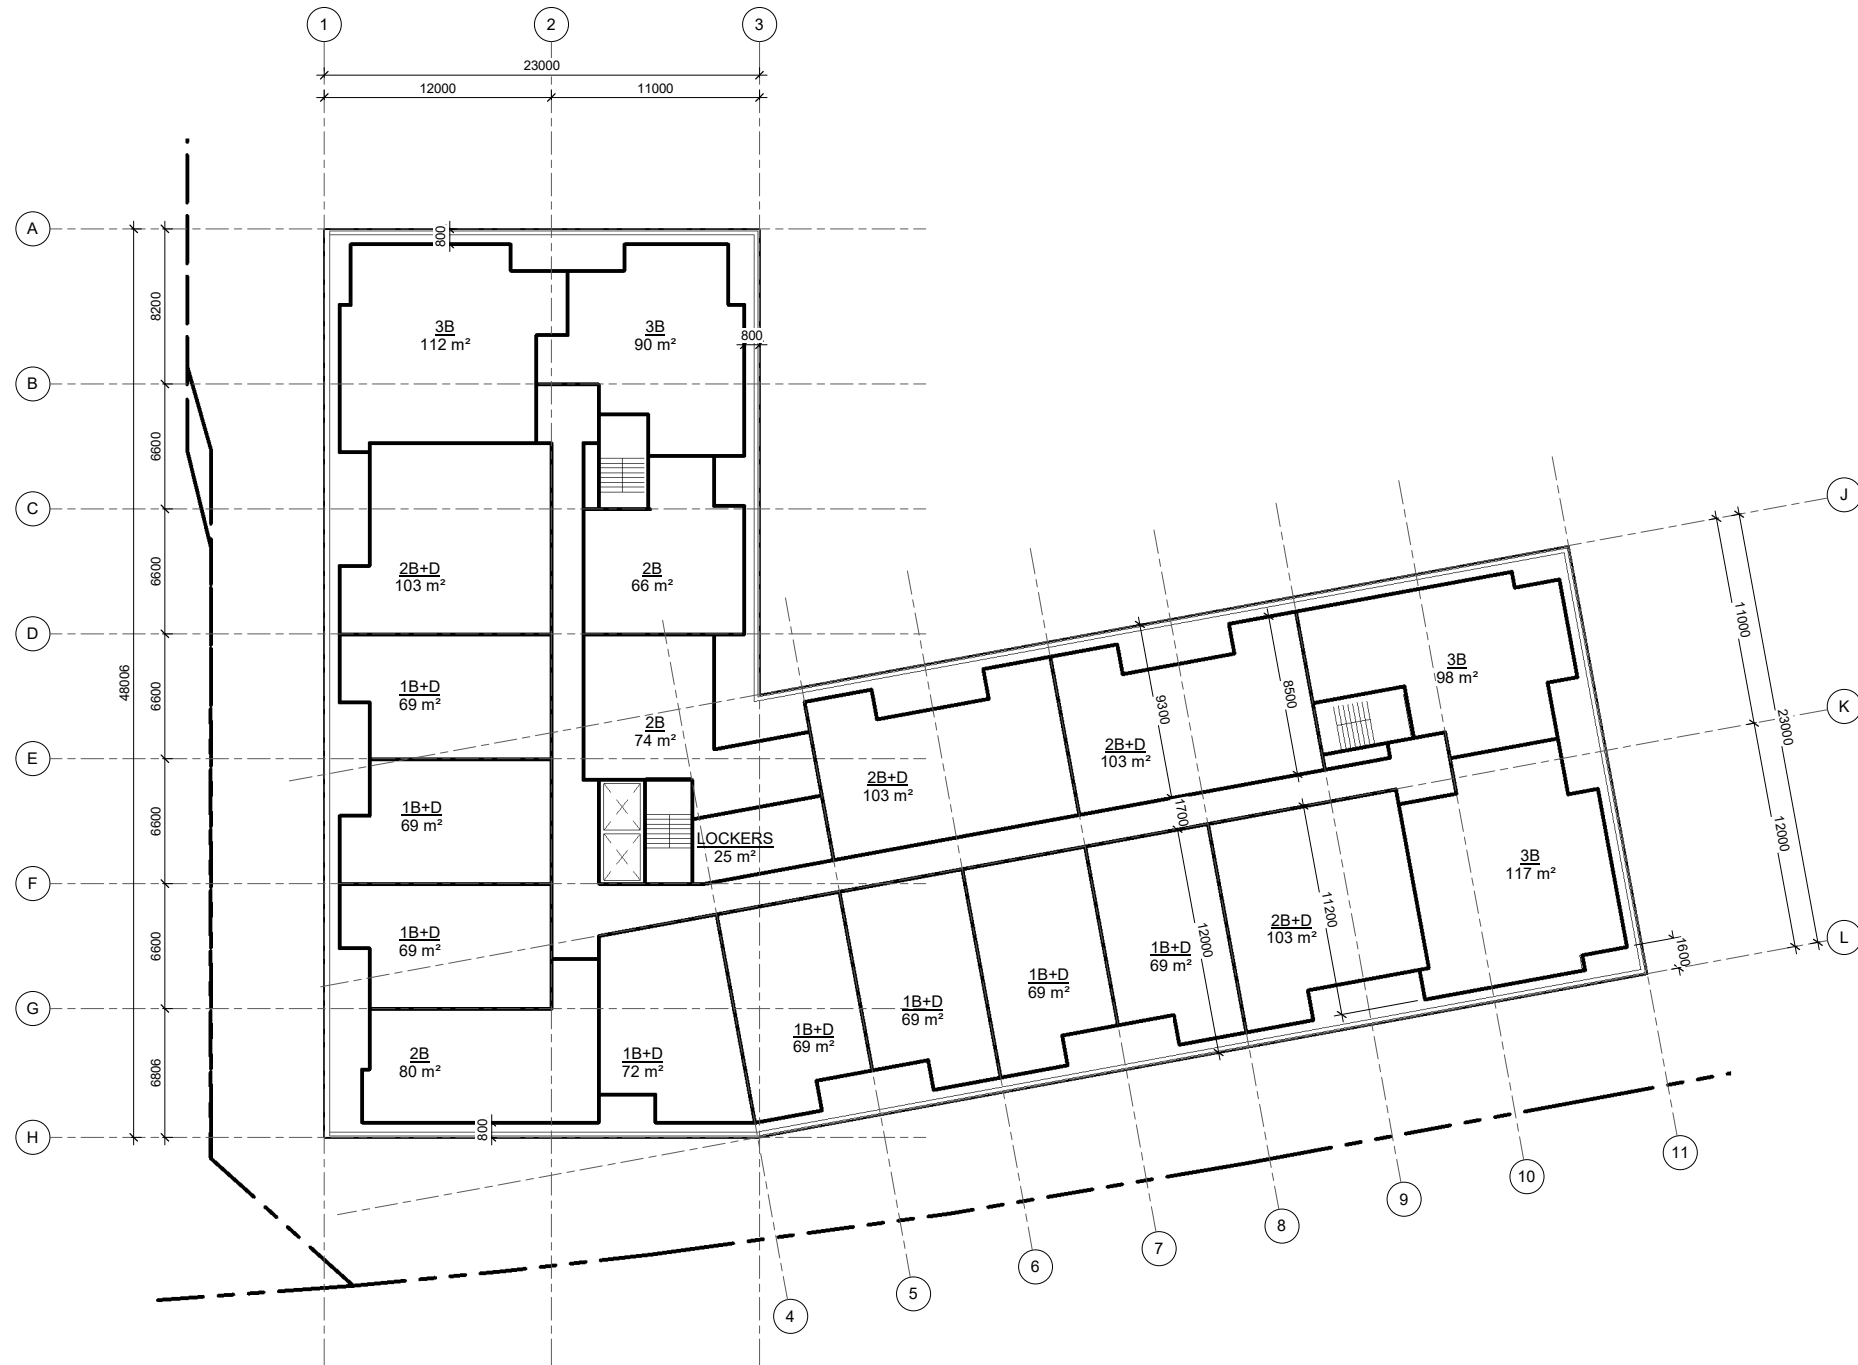 1
2
3
23000
12000
11000
A
B
C
D
E
F
G
H
48006
8200
6600
6600
6600
6600
6600
6806
800
800
3B
112 m²
3B
90 m²
2B+D
103 m²
2B
66 m²
1B+D
69 m²
2B
74 m²
1B+D
69 m²
LOCKERS
25 m²
1B+D
69 m²
2B
80 m²
1B+D
72 m²
800
2B+D
103 m²
2B+D
103 m²
3B
98 m²
3B
117 m²
1B+D
69 m²
1B+D
69 m²
1B+D
69 m²
1B+D
69 m²
2B+D
103 m²
9300
8500
1700
12000
11200
1600
11000
23000
12000
J
K
L
4
5
6
7
8
9
10
11